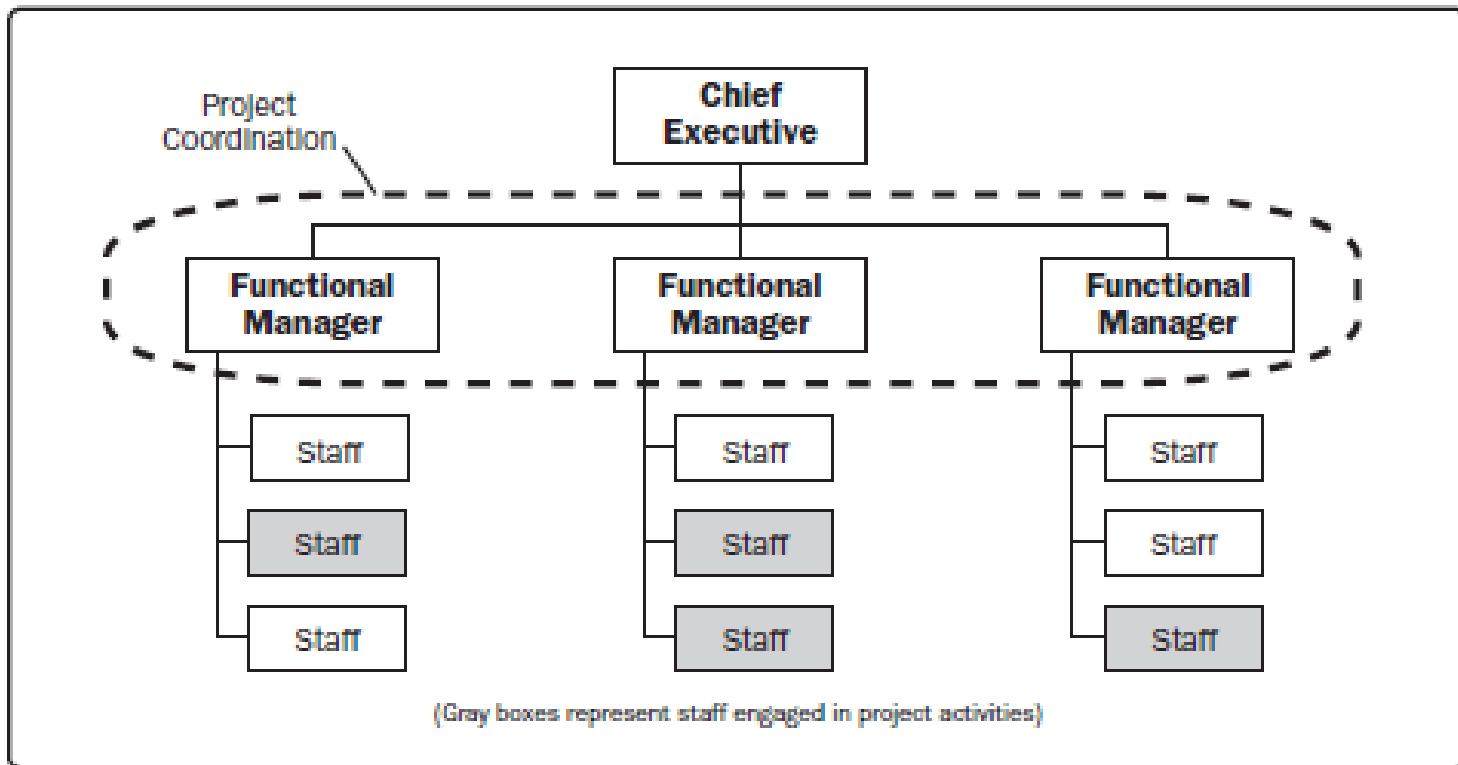 Project
Coordination
Chief
Executive
Functional
Manager
Functional
Manager
Functional
Manager
Staff
Staff
Staff
Staff
Staff
Staff
Staff
Staff
Staff
(Gray boxes represent staff engaged in project activities)